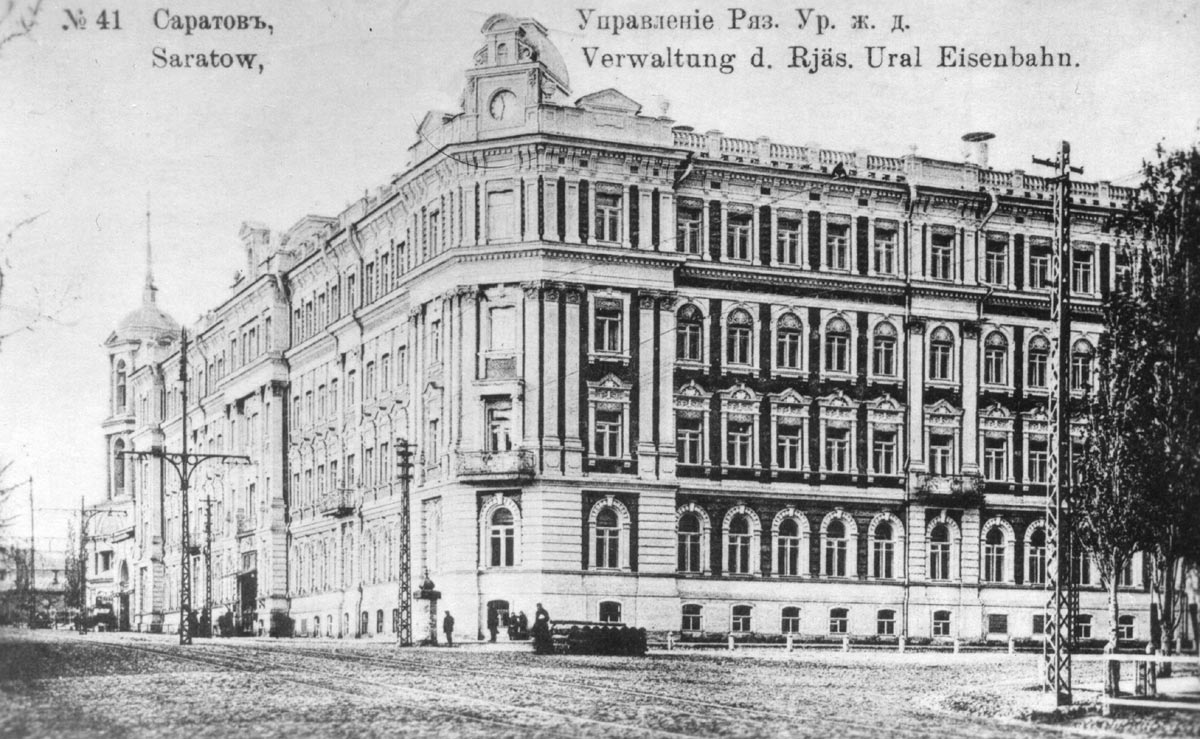 № 41 Саратовъ, Управленіе Ряз. Ур. ж. д.
Saratow, Verwaltung d. Rjäs. Ural Eisenbahn.